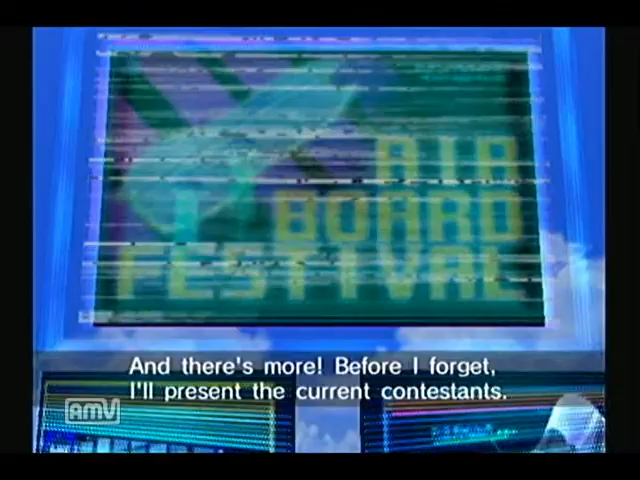 AIR
BOARD
FESTIVAL
And there's more! Before I forget,
I'll present the current contestants.
AMV